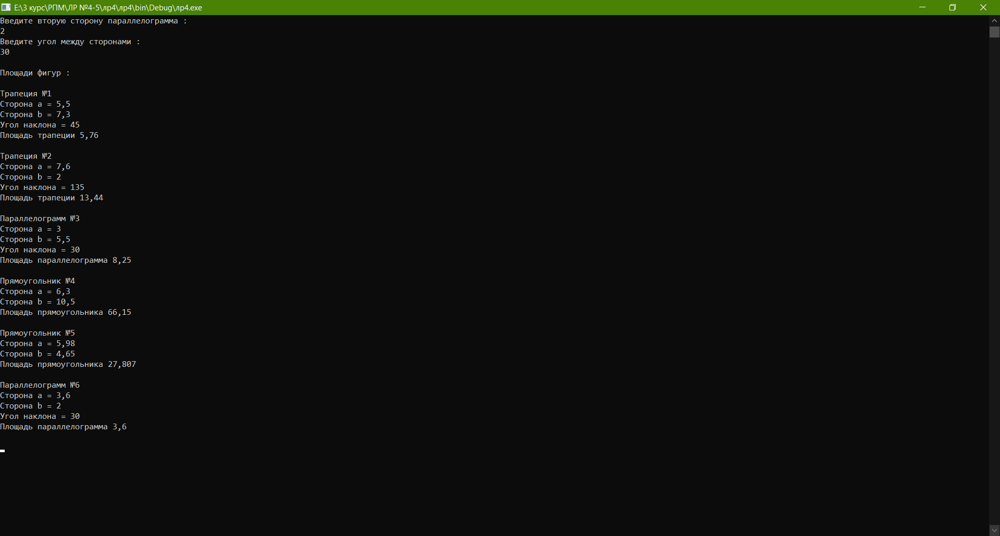 E:\3 курс\РПМ\ЛР №4-5\лр4\лр4\bin\Debug\лр4.exe
Введите вторую сторону параллелограмма :
2
Введите угол между сторонами :
30
Площади фигур :
Трапеция №1
Сторона a = 5,5
Сторона b = 7,3
Угол наклона = 45
Площадь трапеции 5,76
Трапеция №2
Сторона a = 7,6
Сторона b = 2
Угол наклона = 135
Площадь трапеции 13,44
Параллелограмм №3
Сторона a = 3
Сторона b = 5,5
Угол наклона = 30
Площадь параллелограмма 8,25
Прямоугольник №4
Сторона a = 6,3
Сторона b = 10,5
Площадь прямоугольника 66,15
Прямоугольник №5
Сторона a = 5,98
Сторона b = 4,65
Площадь прямоугольника 27,807
Параллелограмм №6
Сторона a = 3,6
Сторона b = 2
Угол наклона = 30
Площадь параллелограмма 3,6